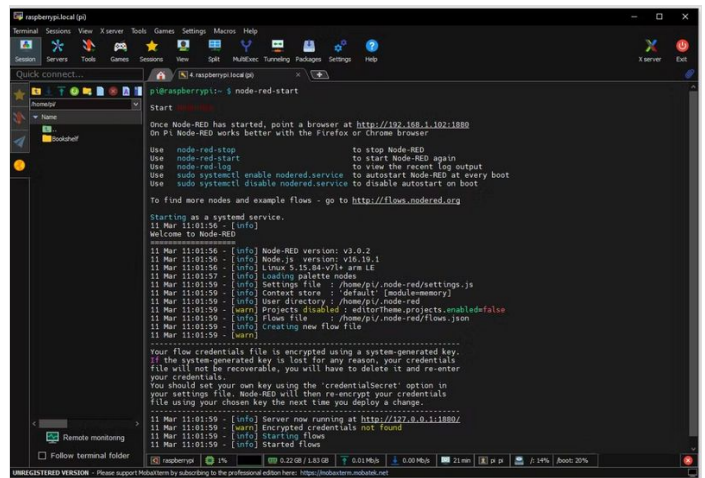 raspberrypi.local (pi)
Terminal Sessions View X server Tools Games Settings Macros Help
Session Servers Tools Games Sessions View Split MultiExec Tunneling Packages Settings Help X server Exit
Quick connect...
4. raspberrypi.local (pi)
/home/pi/
Name
..
Bookshelf
pi@raspberrypi:~ $ node-red-start
Start
Once Node-RED has started, point a browser at http://192.168.1.102:1880
On Pi Node-RED works better with the Firefox or Chrome browser
Use node-red-stop to stop Node-RED
Use node-red-start to start Node-RED again
Use node-red-log to view the recent log output
Use sudo systemctl enable nodered.service to autostart Node-RED at every boot
Use sudo systemctl disable nodered.service to disable autostart on boot
To find more nodes and example flows - go to http://flows.nodered.org
Starting as a systemd service.
11 Mar 11:01:56 - [info]
Welcome to Node-RED
===================
11 Mar 11:01:56 - [info] Node-RED version: v3.0.2
11 Mar 11:01:56 - [info] Node.js version: v16.19.1
11 Mar 11:01:56 - [info] Linux 5.15.84-v7l+ arm LE
11 Mar 11:01:57 - [info] Loading palette nodes
11 Mar 11:01:59 - [info] Settings file : /home/pi/.node-red/settings.js
11 Mar 11:01:59 - [info] Context store : 'default' [module=memory]
11 Mar 11:01:59 - [info] User directory : /home/pi/.node-red
11 Mar 11:01:59 - [warn] Projects disabled : editorTheme.projects.enabled=false
11 Mar 11:01:59 - [info] Flows file : /home/pi/.node-red/flows.json
11 Mar 11:01:59 - [info] Creating new flow file
11 Mar 11:01:59 - [warn]
---------------------------------------------------------------------
Your flow credentials file is encrypted using a system-generated key.
If the system-generated key is lost for any reason, your credentials
file will not be recoverable, you will have to delete it and re-enter
your credentials.
You should set your own key using the 'credentialSecret' option in
your settings file. Node-RED will then re-encrypt your credentials
file using your chosen key the next time you deploy a change.
---------------------------------------------------------------------
11 Mar 11:01:59 - [info] Server now running at http://127.0.0.1:1880/
11 Mar 11:01:59 - [warn] Encrypted credentials not found
11 Mar 11:01:59 - [info] Starting flows
11 Mar 11:01:59 - [info] Started flows
Remote monitoring
Follow terminal folder
raspberrypi 1% 0.22 GB / 1.83 GB 0.01 Mb/s 0.00 Mb/s 21 min pi pi /: 14% /boot: 20%
UNREGISTERED VERSION - Please support MobaXterm by subscribing to the professional edition here: https://mobaxterm.mobatek.net